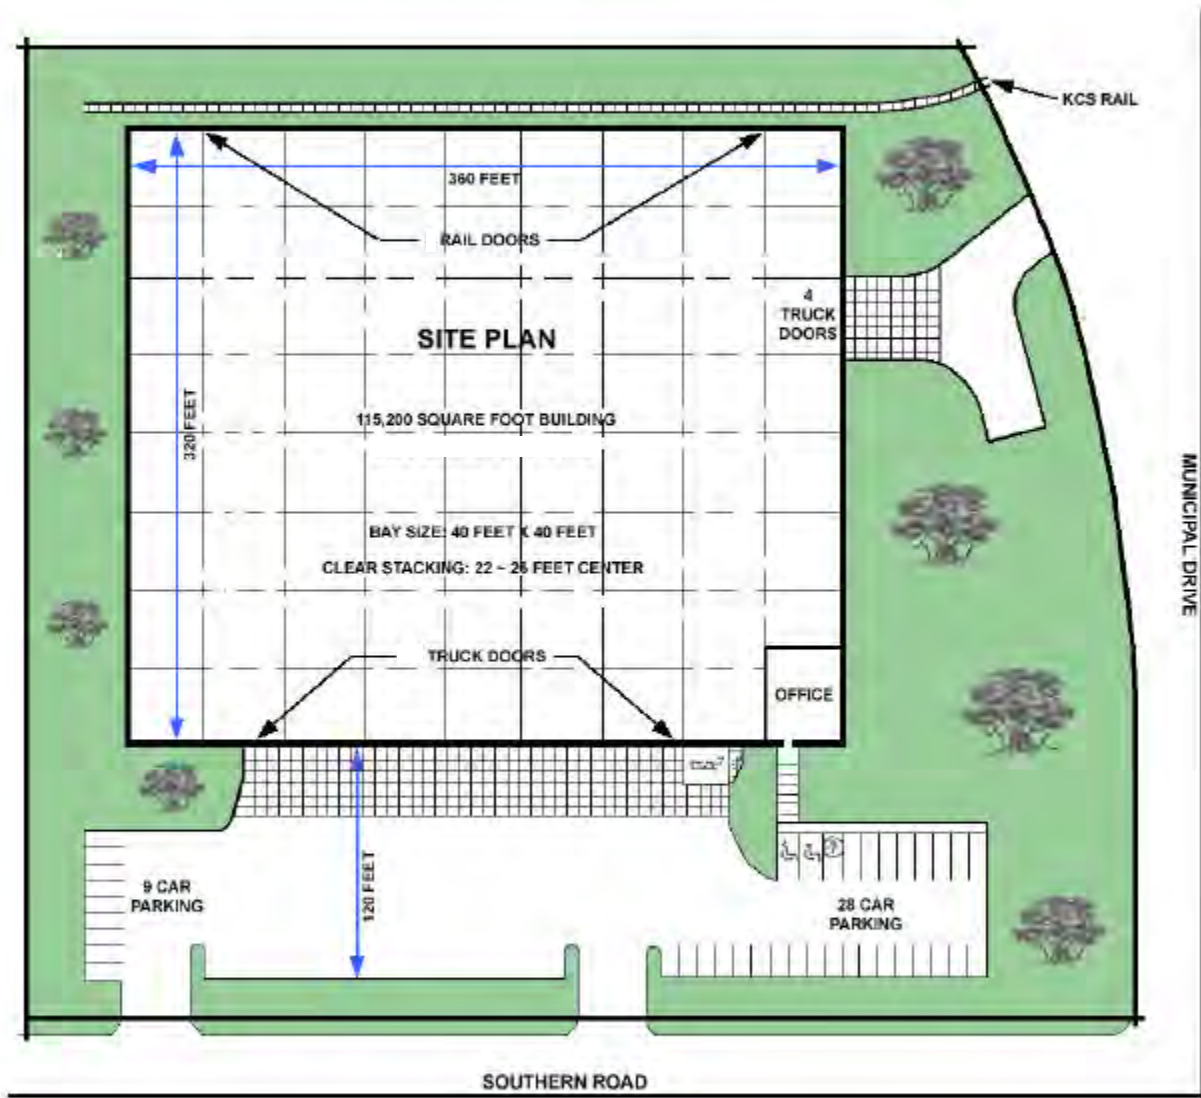 KCS RAIL
360 FEET
RAIL DOORS
4
TRUCK
DOORS
SITE PLAN
320 FEET
115,200 SQUARE FOOT BUILDING
BAY SIZE: 40 FEET X 40 FEET
CLEAR STACKING: 22 ~ 26 FEET CENTER
TRUCK DOORS
OFFICE
MUNICIPAL DRIVE
9 CAR
PARKING
120 FEET
28 CAR
PARKING
SOUTHERN ROAD